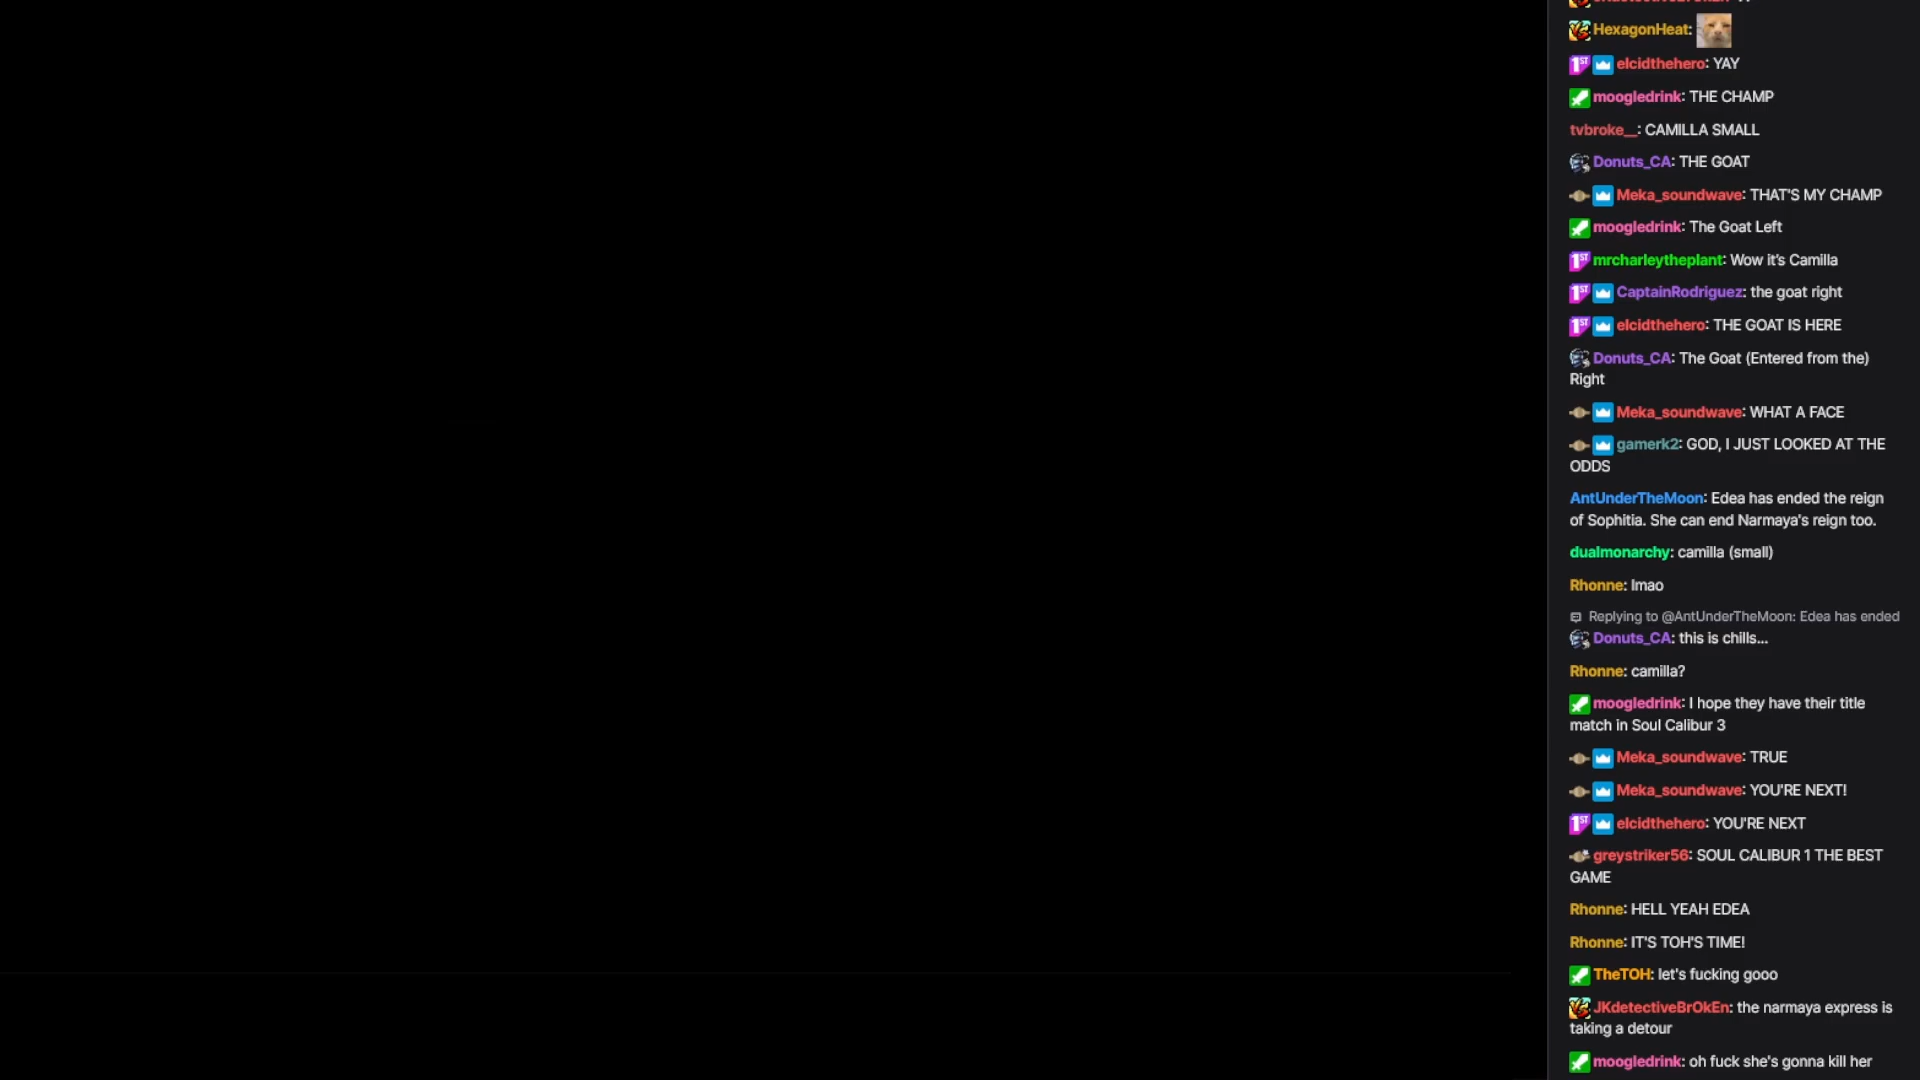 HexagonHeat:
elcidthehero: YAY
moogledrink: THE CHAMP
tvbroke__: CAMILLA SMALL
Donuts_CA: THE GOAT
Meka_soundwave: THAT'S MY CHAMP
moogledrink: The Goat Left
mrcharleytheplant: Wow it's Camilla
CaptainRodriguez: the goat right
elcidthehero: THE GOAT IS HERE
Donuts_CA: The Goat (Entered from the)
Right
Meka_soundwave: WHAT A FACE
gamerk2: GOD, I JUST LOOKED AT THE
ODDS
AntUnderTheMoon: Edea has ended the reign
of Sophitia. She can end Narmaya's reign too.
dualmonarchy: camilla (small)
Rhonne: lmao
Replying to @AntUnderTheMoon: Edea has ended
Donuts_CA: this is chills...
Rhonne: camilla?
moogledrink: I hope they have their title
match in Soul Calibur 3
Meka_soundwave: TRUE
Meka_soundwave: YOU'RE NEXT!
1ST elcidthehero: YOU'RE NEXT
greystriker56: SOUL CALIBUR 1 THE BEST
GAME
Rhonne: HELL YEAH EDEA
Rhonne: IT'S TOH'S TIME!
TheTOH: let's fucking gooo
JKdetectiveBrOkEn: the narmaya express is
taking a detour
moogledrink: oh fuck she's gonna kill her